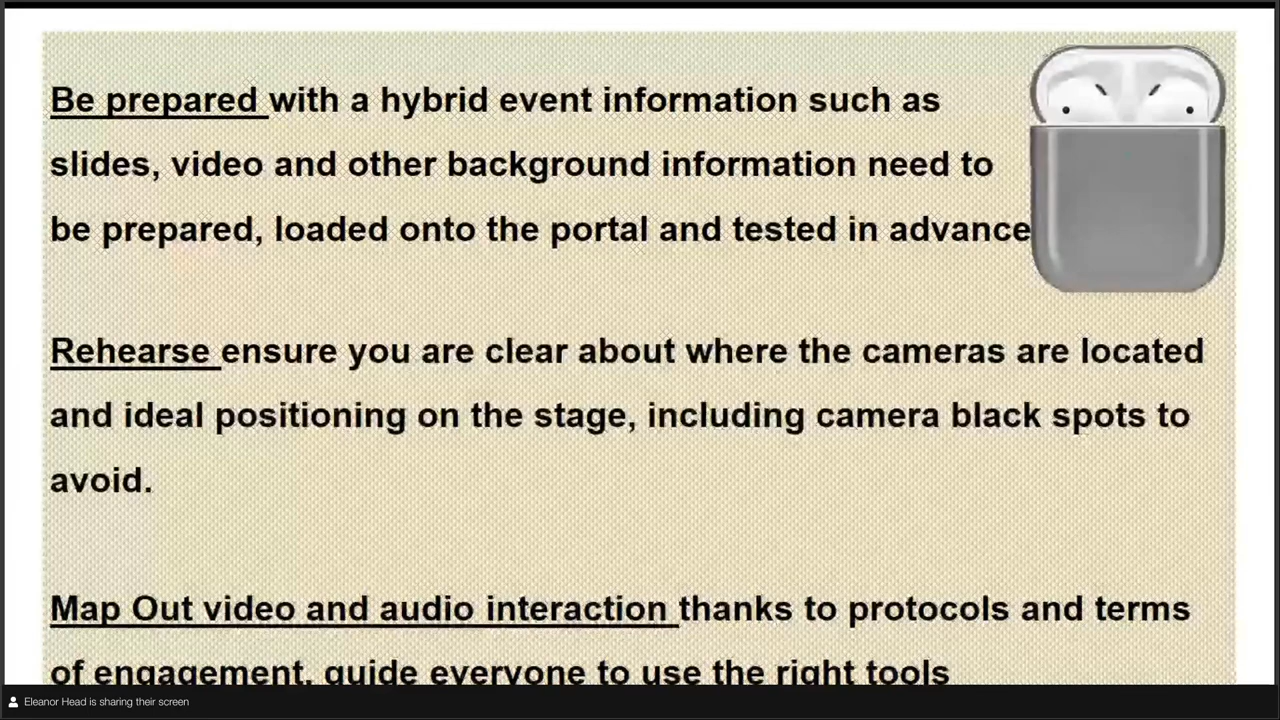 Be prepared with a hybrid event information such as
slides, video and other background information need to
be prepared, loaded onto the portal and tested in advance
Rehearse ensure you are clear about where the cameras are located
and ideal positioning on the stage, including camera black spots to
avoid.
Map Out video and audio interaction thanks to protocols and terms
of engagement, guide everyone to use the right tools
Eleanor Head is sharing their screen